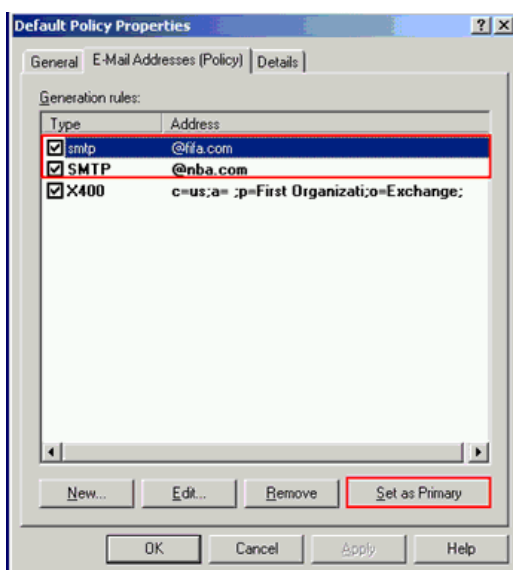 Default Policy Properties
General E-Mail Addresses (Policy) Details
Generation rules:
Type Address
smtp @fifa.com
SMTP @nba.com
X400 c=us;a= ;p=First Organizati;o=Exchange;
New... Edit... Remove Set as Primary
OK Cancel Apply Help